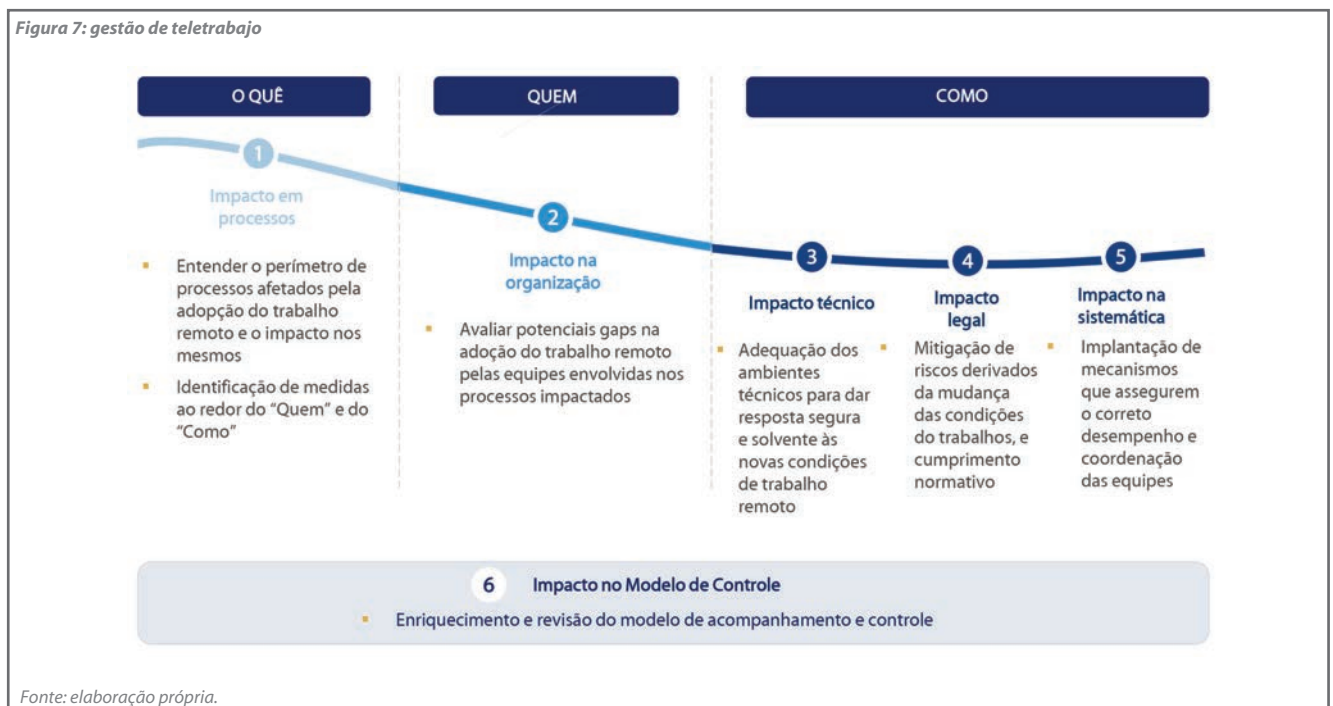 Figura 7: gestão de teletrabajo
O QUÊ
1
Impacto em
processos
Entender o perímetro de
processos afetados pela
adopção do trabalho
remoto e o impacto nos
mesmos
Identificação de medidas
ao redor do “Quem” e do
“Como”
QUEM
2
Impacto na
organização
Avaliar potenciais gaps na
adoção do trabalho remoto
pelas equipes envolvidas nos
processos impactados
COMO
3
Impacto técnico
Adequação dos
ambientes
técnicos para dar
resposta segura
e solvente às
novas condições
de trabalho
remoto
4
Impacto
legal
Mitigação de
riscos derivados
da mudança
das condições
do trabalhos, e
cumprimento
normativo
5
Impacto na
sistemática
Implantação de
mecanismos
que assegurem
o correto
desempenho e
coordenação
das equipes
6 Impacto no Modelo de Controle
Enriquecimento e revisão do modelo de acompanhamento e controle
Fonte: elaboração própria.